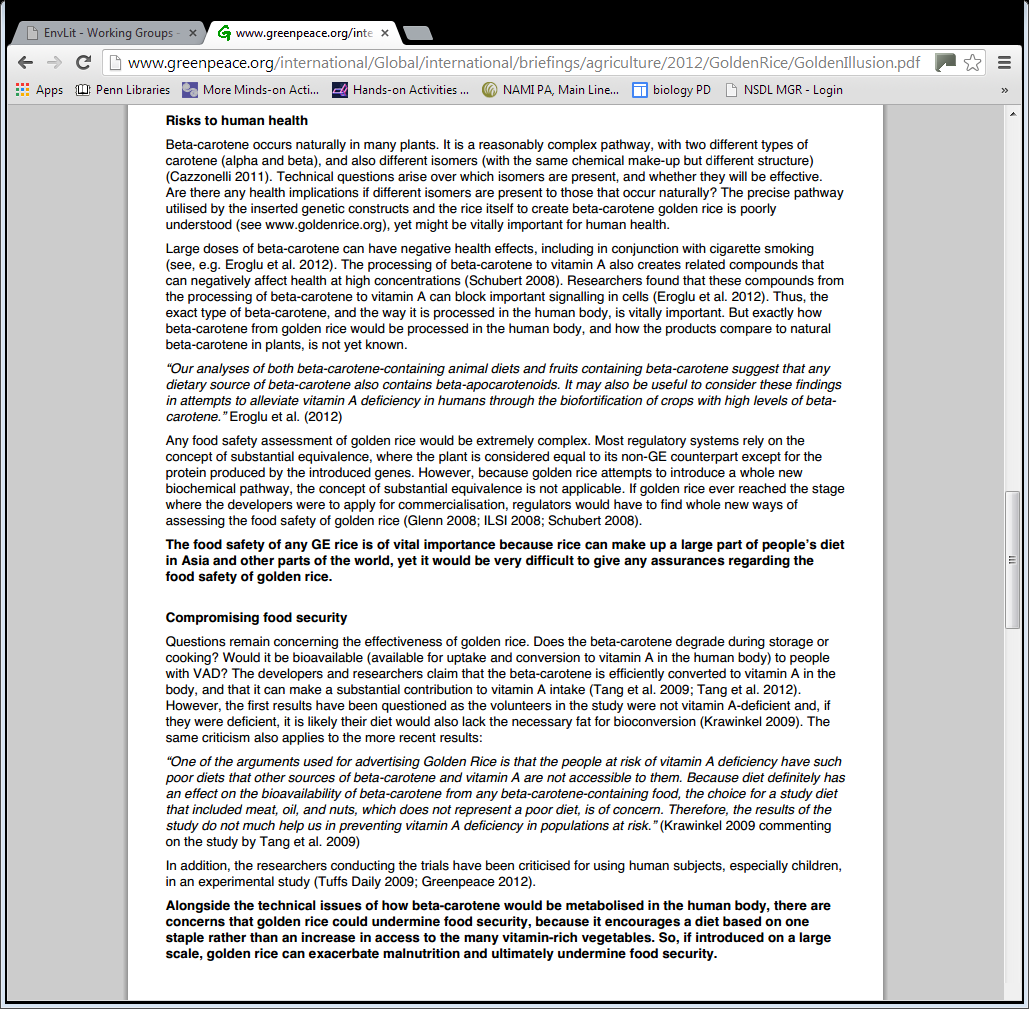 EnvLit - Working Groups -
www.greenpeace.org/inte
www.greenpeace.org/international/Global/international/briefings/agriculture/2012/GoldenRice/GoldenIllusion.pdf
Apps Penn Libraries More Minds-on Acti... Hands-on Activities ... NAMI PA, Main Line... biology PD NSDL MGR - Login »
Risks to human health
Beta-carotene occurs naturally in many plants. It is a reasonably complex pathway, with two different types of
carotene (alpha and beta), and also different isomers (with the same chemical make-up but different structure)
(Cazzonelli 2011). Technical questions arise over which isomers are present, and whether they will be effective.
Are there any health implications if different isomers are present to those that occur naturally? The precise pathway
utilised by the inserted genetic constructs and the rice itself to create beta-carotene golden rice is poorly
understood (see www.goldenrice.org), yet might be vitally important for human health.
Large doses of beta-carotene can have negative health effects, including in conjunction with cigarette smoking
(see, e.g. Eroglu et al. 2012). The processing of beta-carotene to vitamin A also creates related compounds that
can negatively affect health at high concentrations (Schubert 2008). Researchers found that these compounds from
the processing of beta-carotene to vitamin A can block important signalling in cells (Eroglu et al. 2012). Thus, the
exact type of beta-carotene, and the way it is processed in the human body, is vitally important. But exactly how
beta-carotene from golden rice would be processed in the human body, and how the products compare to natural
beta-carotene in plants, is not yet known.
“Our analyses of both beta-carotene-containing animal diets and fruits containing beta-carotene suggest that any
dietary source of beta-carotene also contains beta-apocarotenoids. It may also be useful to consider these findings
in attempts to alleviate vitamin A deficiency in humans through the biofortification of crops with high levels of beta-
carotene.” Eroglu et al. (2012)
Any food safety assessment of golden rice would be extremely complex. Most regulatory systems rely on the
concept of substantial equivalence, where the plant is considered equal to its non-GE counterpart except for the
protein produced by the introduced genes. However, because golden rice attempts to introduce a whole new
biochemical pathway, the concept of substantial equivalence is not applicable. If golden rice ever reached the stage
where the developers were to apply for commercialisation, regulators would have to find whole new ways of
assessing the food safety of golden rice (Glenn 2008; ILSI 2008; Schubert 2008).
The food safety of any GE rice is of vital importance because rice can make up a large part of people’s diet
in Asia and other parts of the world, yet it would be very difficult to give any assurances regarding the
food safety of golden rice.
Compromising food security
Questions remain concerning the effectiveness of golden rice. Does the beta-carotene degrade during storage or
cooking? Would it be bioavailable (available for uptake and conversion to vitamin A in the human body) to people
with VAD? The developers and researchers claim that the beta-carotene is efficiently converted to vitamin A in the
body, and that it can make a substantial contribution to vitamin A intake (Tang et al. 2009; Tang et al. 2012).
However, the first results have been questioned as the volunteers in the study were not vitamin A-deficient and, if
they were deficient, it is likely their diet would also lack the necessary fat for bioconversion (Krawinkel 2009). The
same criticism also applies to the more recent results:
“One of the arguments used for advertising Golden Rice is that the people at risk of vitamin A deficiency have such
poor diets that other sources of beta-carotene and vitamin A are not accessible to them. Because diet definitely has
an effect on the bioavailability of beta-carotene from any beta-carotene-containing food, the choice for a study diet
that included meat, oil, and nuts, which does not represent a poor diet, is of concern. Therefore, the results of the
study do not much help us in preventing vitamin A deficiency in populations at risk.” (Krawinkel 2009 commenting
on the study by Tang et al. 2009)
In addition, the researchers conducting the trials have been criticised for using human subjects, especially children,
in an experimental study (Tuffs Daily 2009; Greenpeace 2012).
Alongside the technical issues of how beta-carotene would be metabolised in the human body, there are
concerns that golden rice could undermine food security, because it encourages a diet based on one
staple rather than an increase in access to the many vitamin-rich vegetables. So, if introduced on a large
scale, golden rice can exacerbate malnutrition and ultimately undermine food security.